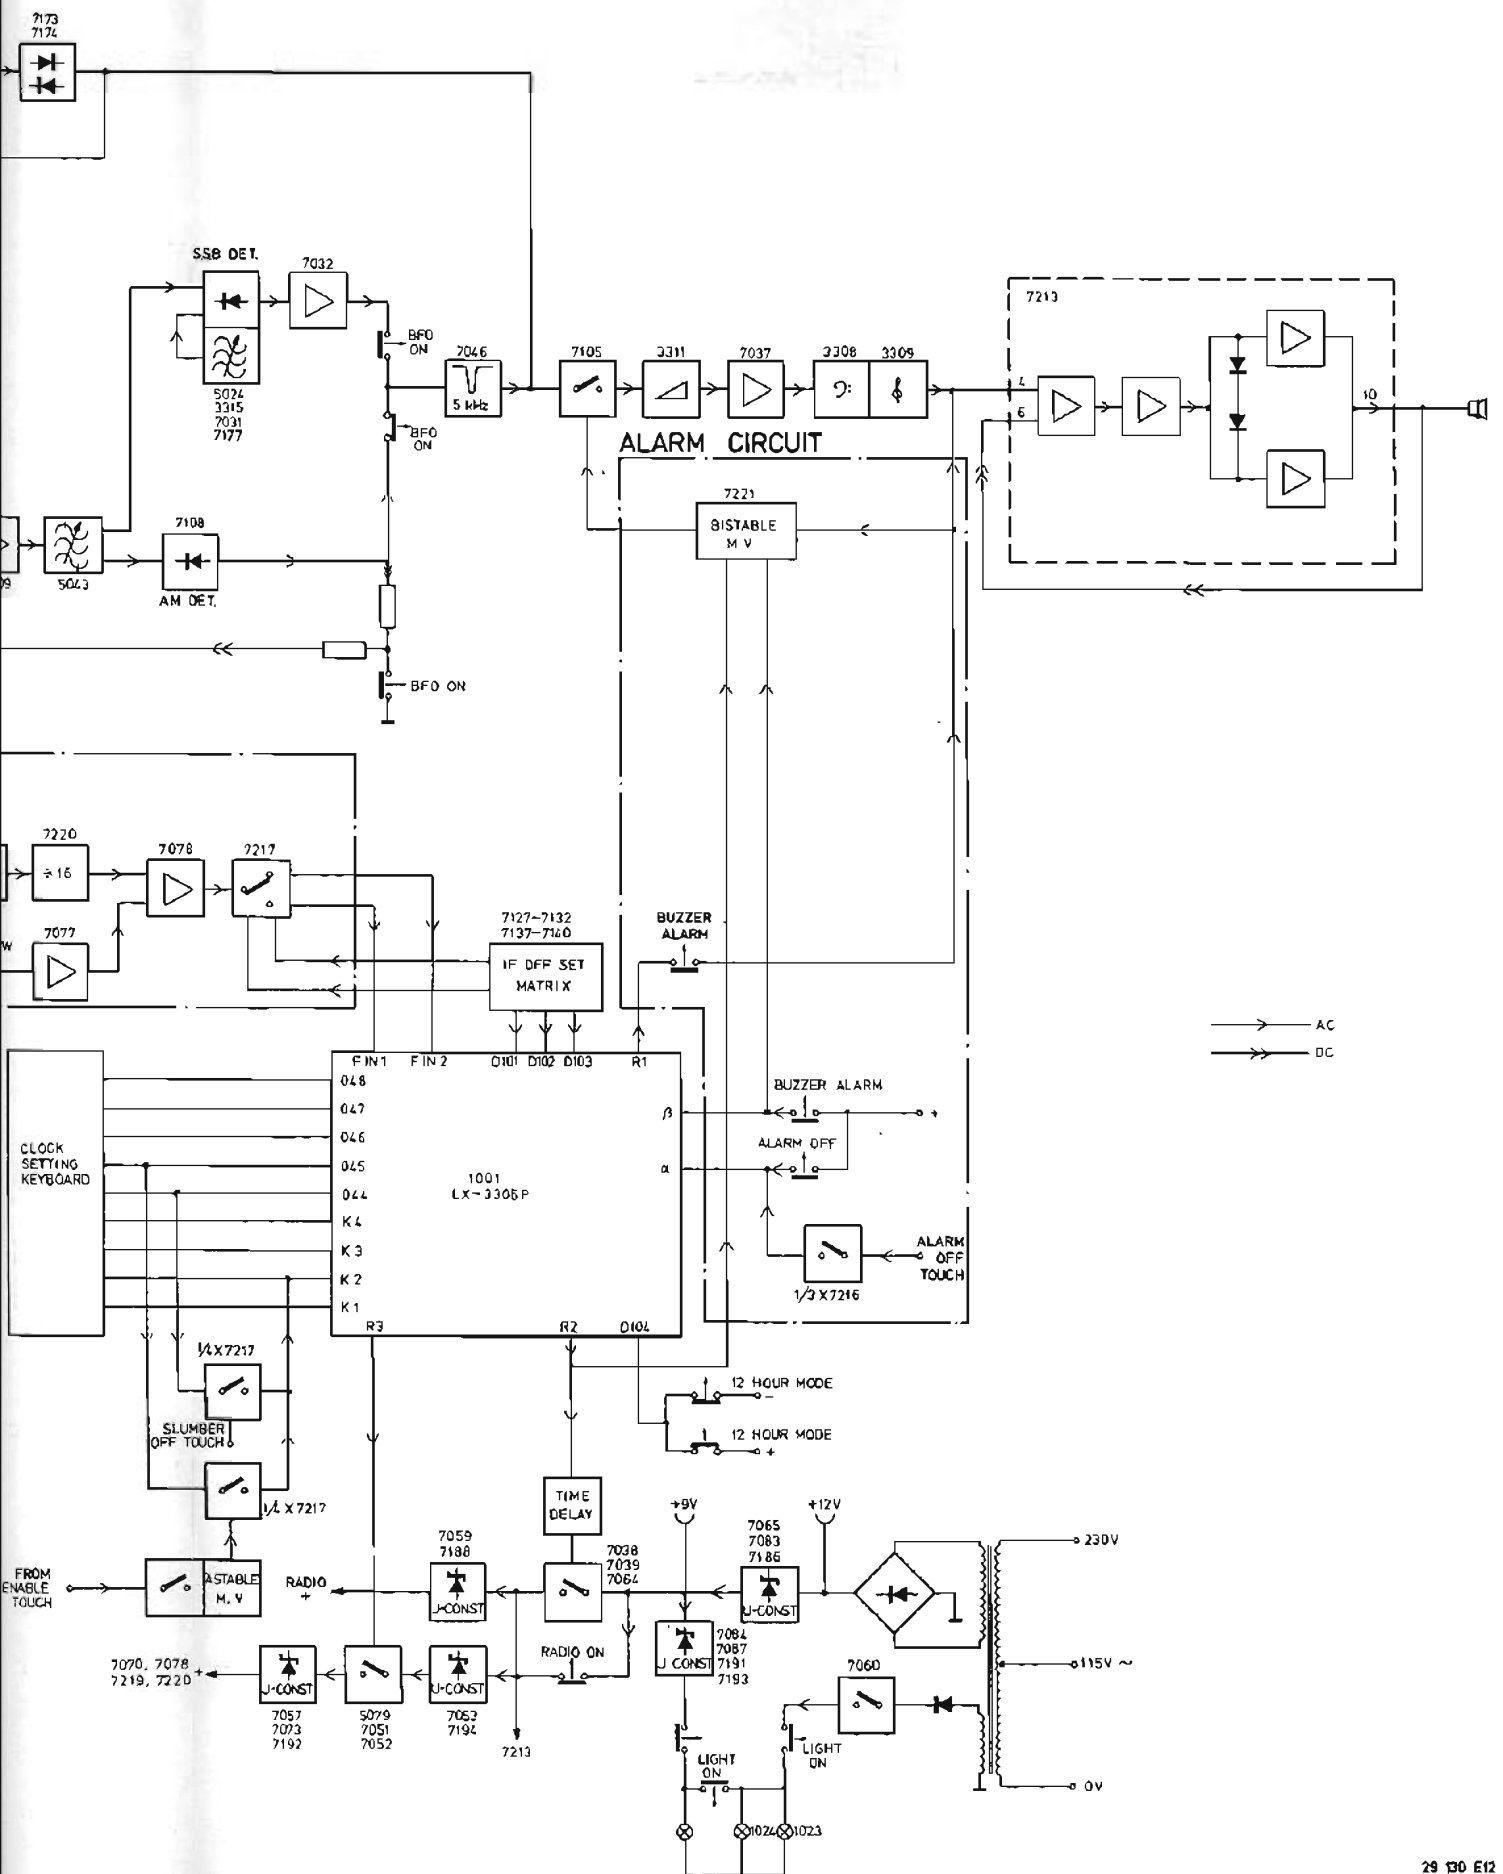 7173
7174
SSB DET.
7032
BFO
ON
5024
3315
7031
7177
7046
5 kHz
BFO
ON
7105
3311
7037
3308
3309
7213
4
6
10
ALARM CIRCUIT
7221
BISTABLE
M V
7108
5043
AM DET.
BFO ON
7220
÷16
7078
7217
7077
W
7127-7132
7137-7140
IF OFF SET
MATRIX
BUZZER
ALARM
AC
DC
F IN 1
F IN 2
D101
D102
D103
R1
048
047
046
045
044
K4
K3
K2
K1
CLOCK
SETTING
KEYBOARD
1001
LX-3306P
β
α
BUZZER ALARM
+
ALARM OFF
ALARM
OFF
TOUCH
1/3 X7216
R3
R2
D104
1/4X7217
SLUMBER
OFF TOUCH
1/4 X7217
12 HOUR MODE
-
12 HOUR MODE
+
TIME
DELAY
FROM
ENABLE
TOUCH
ASTABLE
M.V
RADIO
+
7059
7188
U-CONST
7038
7039
7064
+9V
+12V
7065
7083
7186
U-CONST
230V
115V ~
0V
RADIO ON
7070, 7078
7219, 7220
+
U-CONST
7057
7073
7192
5079
7051
7052
U-CONST
7053
7194
7213
U CONST
7084
7087
7191
7193
7060
LIGHT
ON
LIGHT
ON
1024
1023
29 130 E12